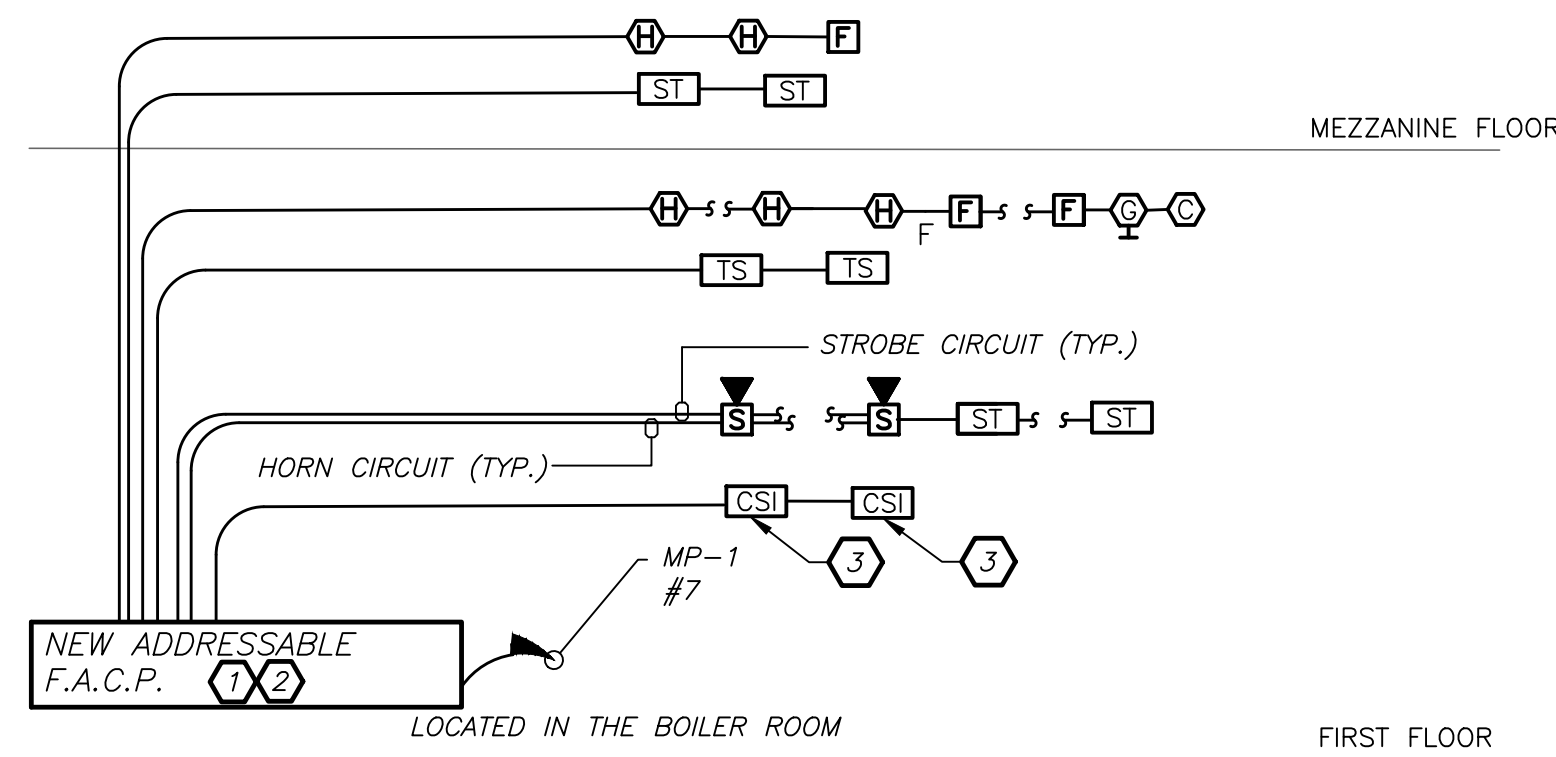 H H F
ST ST
MEZZANINE FLOOR
H H H F F G C
F
TS TS
STROBE CIRCUIT (TYP.)
S S ST ST
HORN CIRCUIT (TYP.)
CSI CSI
3 3
MP-1
#7
NEW ADDRESSABLE
F.A.C.P. 1 2
LOCATED IN THE BOILER ROOM
FIRST FLOOR